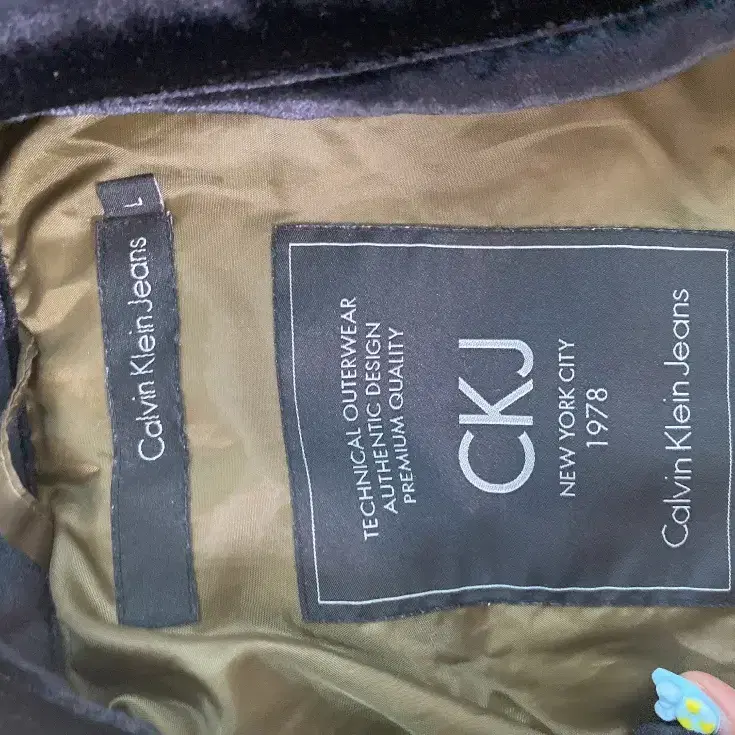 L
Calvin Klein Jeans
TECHNICAL OUTERWEAR
AUTHENTIC DESIGN
PREMIUM QUALITY
CKJ
NEW YORK CITY
1978
Calvin Klein Jeans